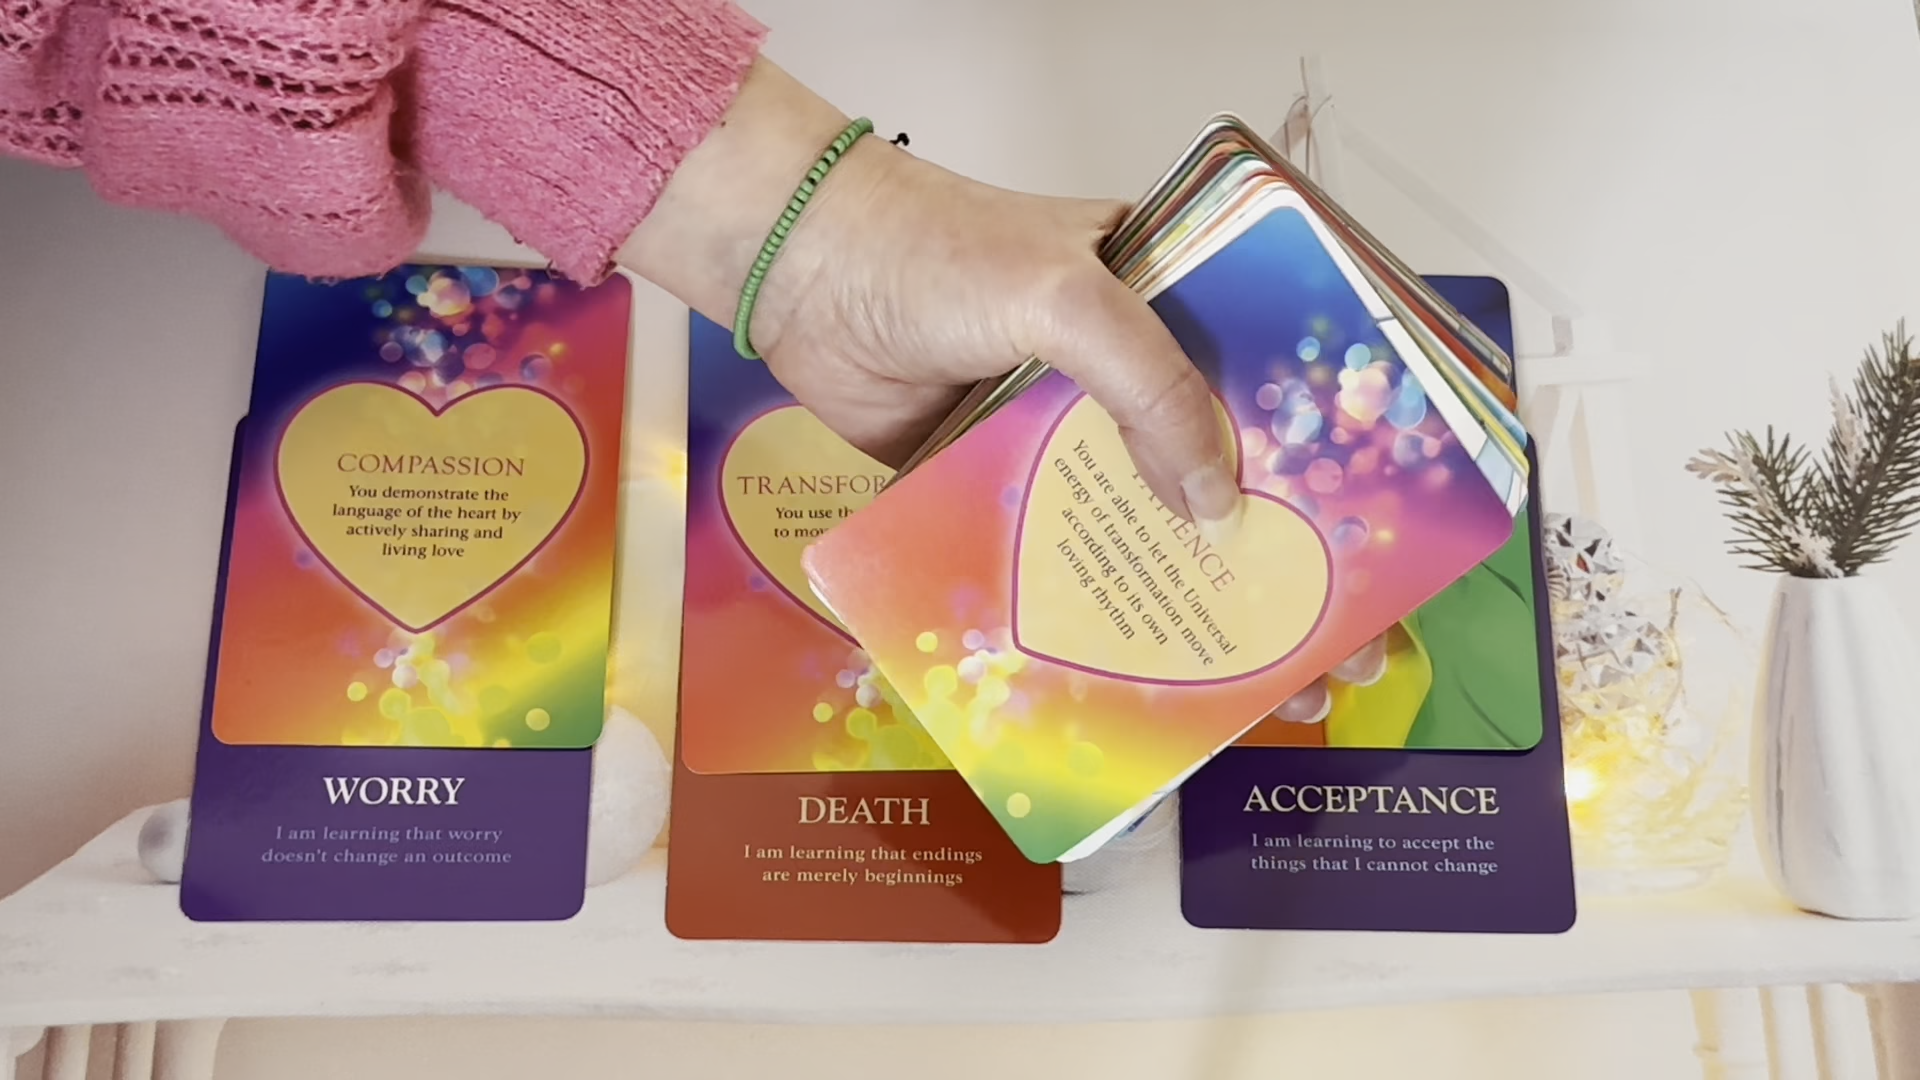 COMPASSION
You demonstrate the
language of the heart by
actively sharing and
living love
WORRY
I am learning that worry
doesn't change an outcome
TRANSFOR
You use th
to mov
DEATH
I am learning that endings
are merely beginnings
PATIENCE
You are able to let the Universal
energy of transformation move
according to its own
loving rhythm
ACCEPTANCE
I am learning to accept the
things that I cannot change